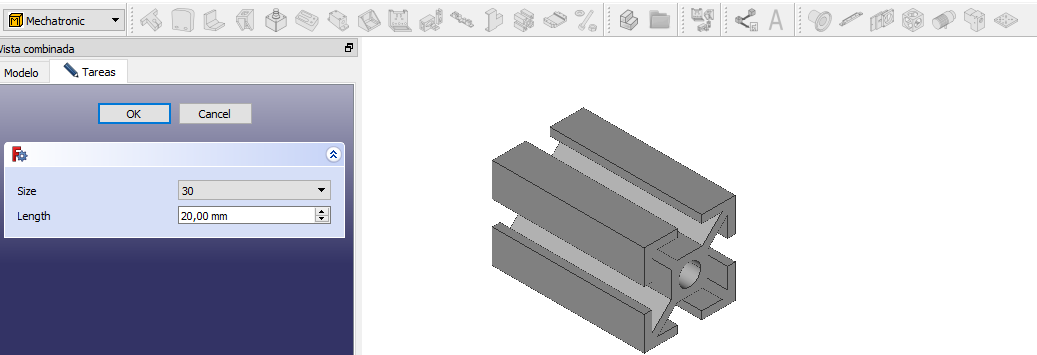 Mechatronic
Vista combinada
Modelo
Tareas
OK
Cancel
Size
30
Length
20,00 mm